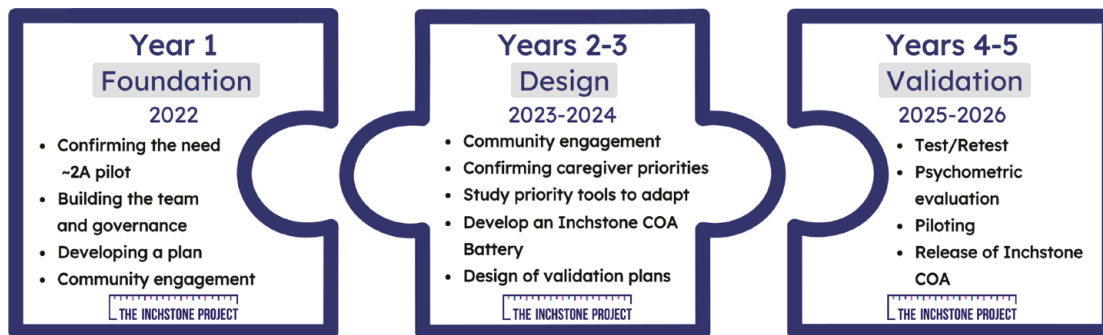 Year 1
Foundation
2022
• Confirming the need
~2A pilot
• Building the team
and governance
• Developing a plan
• Community engagement
THE INCHSTONE PROJECT
Years 2-3
Design
2023-2024
• Community engagement
• Confirming caregiver priorities
• Study priority tools to adapt
• Develop an Inchstone COA
Battery
• Design of validation plans
THE INCHSTONE PROJECT
Years 4-5
Validation
2025-2026
• Test/Retest
• Psychometric
evaluation
• Piloting
• Release of Inchstone
COA
THE INCHSTONE PROJECT